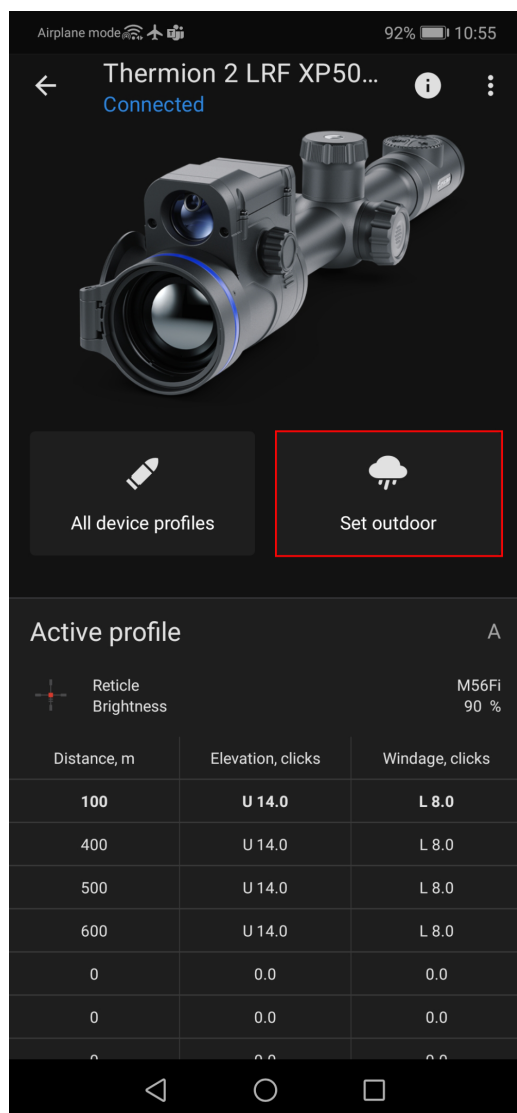 Airplane mode 92% 10:55
Thermion 2 LRF XP50...
Connected
All device profiles Set outdoor
Active profile A
Reticle M56Fi
Brightness 90 %
Distance, m Elevation, clicks Windage, clicks
100 U 14.0 L 8.0
400 U 14.0 L 8.0
500 U 14.0 L 8.0
600 U 14.0 L 8.0
0 0.0 0.0
0 0.0 0.0